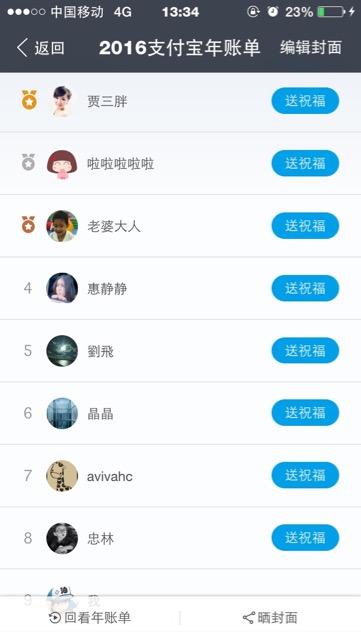 中国移动 4G 13:34 23%
返回 2016支付宝年账单 编辑封面
贾三胖 送祝福
啦啦啦啦啦 送祝福
老婆大人 送祝福
4 惠静静 送祝福
5 劉飛 送祝福
6 晶晶 送祝福
7 avivahc 送祝福
8 忠林 送祝福
9 我
回看年账单 晒封面